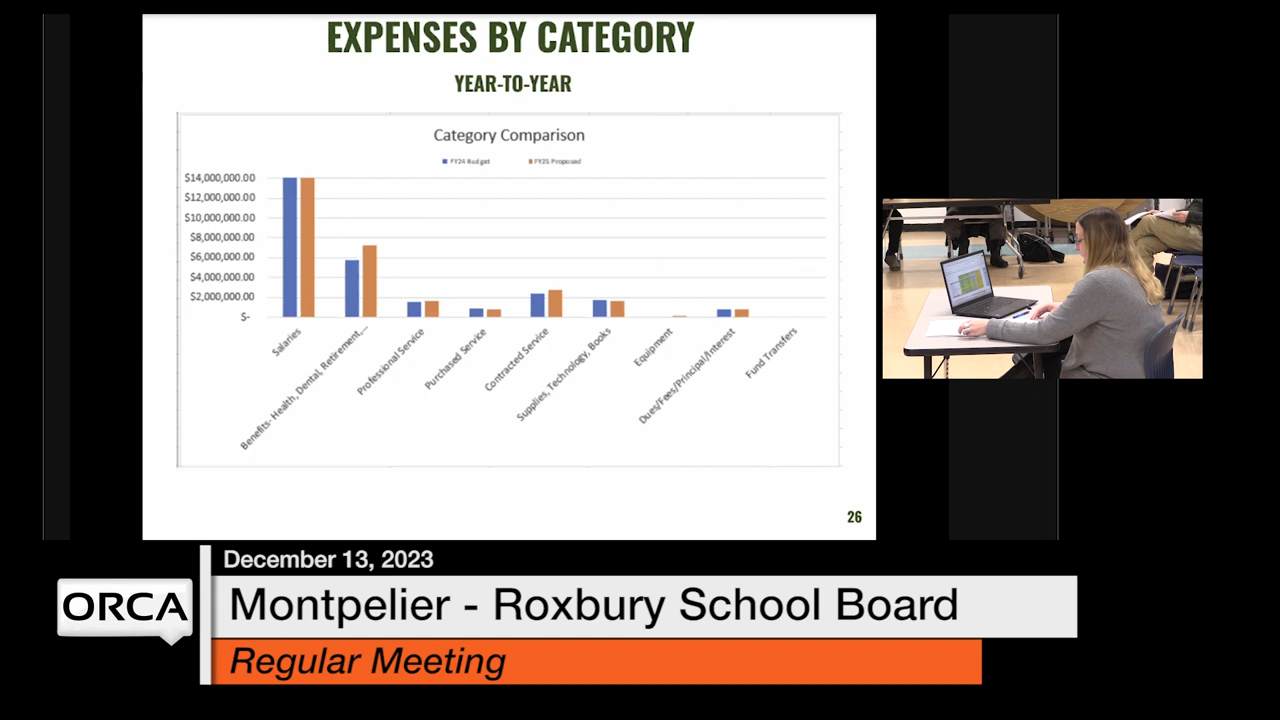 EXPENSES BY CATEGORY
YEAR-TO-YEAR
Category Comparison
FY24 Budget FY25 Proposed
$14,000,000.00
$12,000,000.00
$10,000,000.00
$8,000,000.00
$6,000,000.00
$4,000,000.00
$2,000,000.00
$-
Salaries
Benefits- Health, Dental, Retirement,...
Professional Service
Purchased Service
Contracted Service
Supplies, Technology, Books
Equipment
Dues/Fees/Principal/Interest
Fund Transfers
26
December 13, 2023
ORCA
Montpelier - Roxbury School Board
Regular Meeting